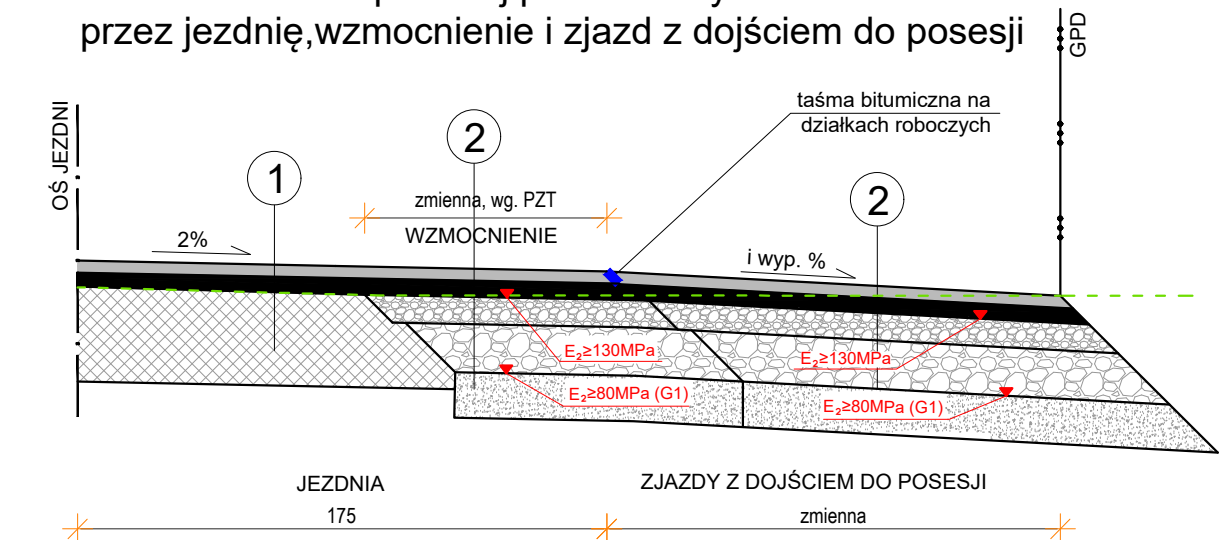 przez jezdnię,wzmocnienie i zjazd z dojściem do posesji
GPD
taśma bitumiczna na
działkach roboczych
OŚ JEZDNI
1
2
2
zmienna, wg. PZT
WZMOCNIENIE
2%
i wyp. %
E₂≥130MPa
E₂≥130MPa
E₂≥80MPa (G1)
E₂≥80MPa (G1)
JEZDNIA
ZJAZDY Z DOJŚCIEM DO POSESJI
175
zmienna